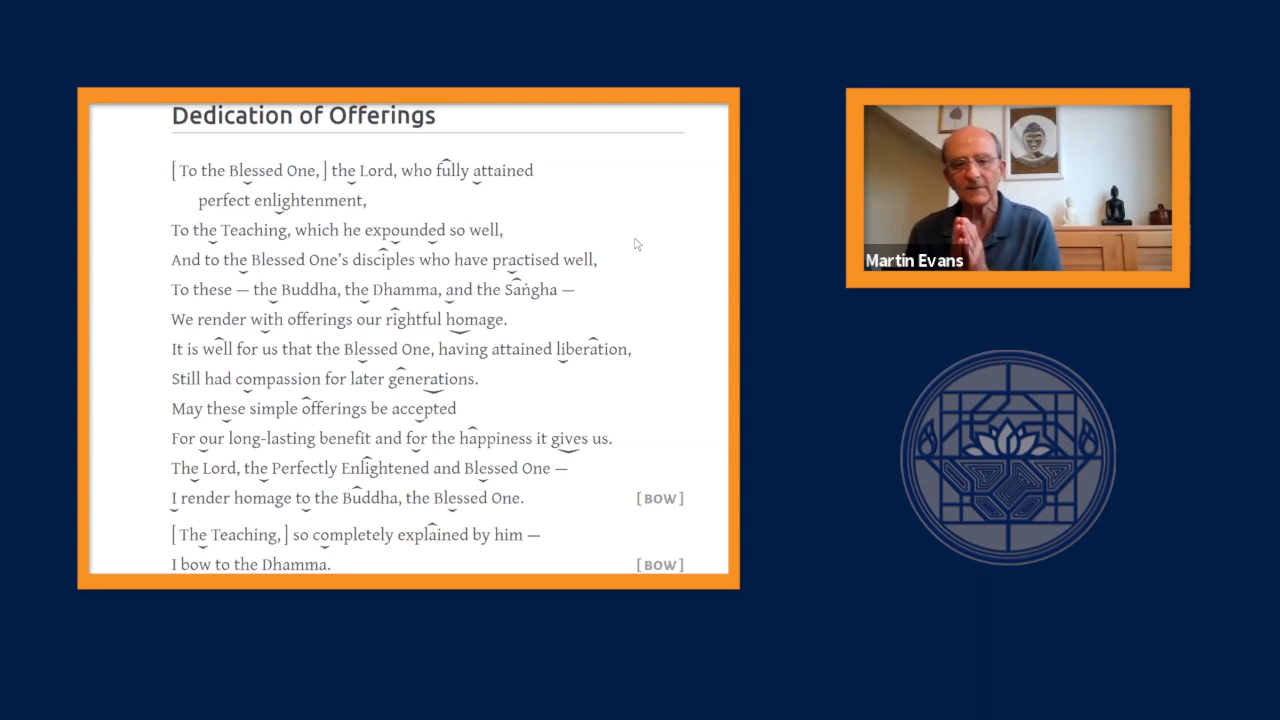 Dedication of Offerings
[To the Blessed One,] the Lord, who fully attained
perfect enlightenment,
To the Teaching, which he expounded so well,
And to the Blessed One’s disciples who have practised well,
To these — the Buddha, the Dhamma, and the Saṅgha —
We render with offerings our rightful homage.
It is well for us that the Blessed One, having attained liberation,
Still had compassion for later generations.
May these simple offerings be accepted
For our long-lasting benefit and for the happiness it gives us.
The Lord, the Perfectly Enlightened and Blessed One —
I render homage to the Buddha, the Blessed One. [BOW]
[The Teaching,] so completely explained by him —
I bow to the Dhamma. [BOW]
Martin Evans